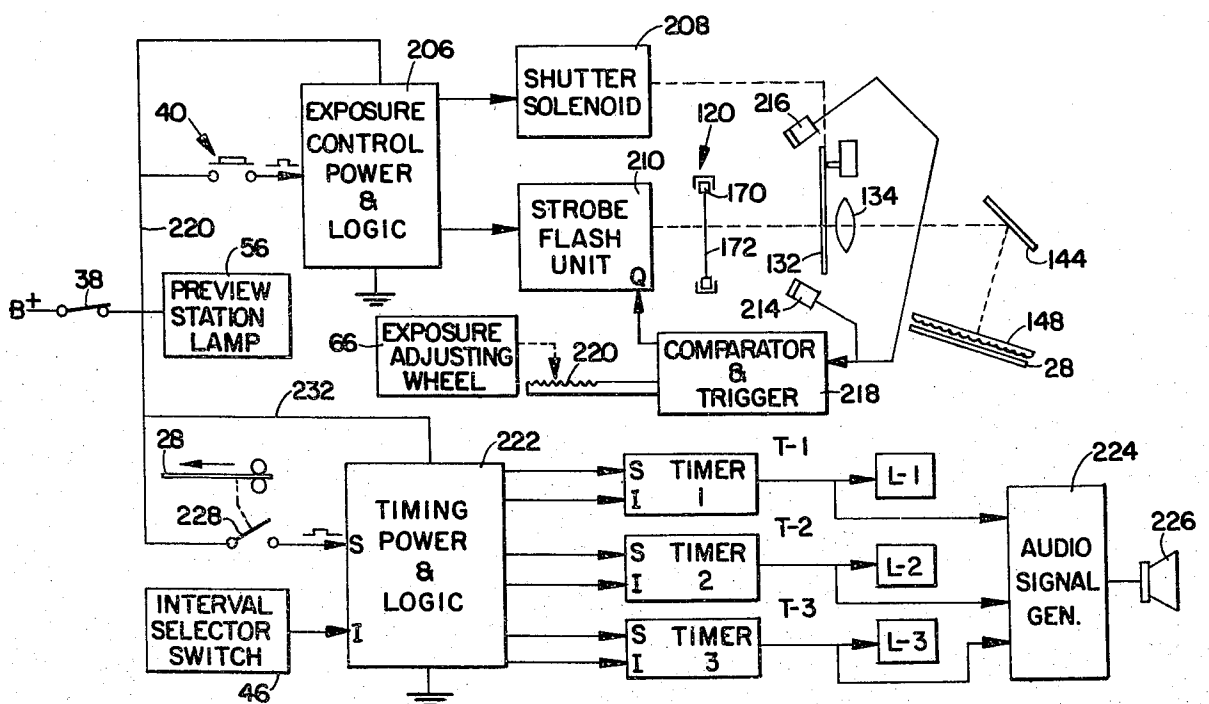 208
206
SHUTTER
SOLENOID
216
120
40
EXPOSURE
CONTROL
POWER
&
LOGIC
210
170
134
STROBE
FLASH
UNIT
Q
172
132
144
220
56
38
B+
PREVIEW
STATION
LAMP
214
148
28
66
EXPOSURE
ADJUSTING
WHEEL
220
COMPARATOR
&
TRIGGER
218
232
28
222
T-1
224
S TIMER
I 1
L-1
TIMING
POWER
&
LOGIC
228
S
T-2
226
S TIMER
I 2
L-2
AUDIO
SIGNAL
GEN.
INTERVAL
SELECTOR
SWITCH
I
T-3
S TIMER
I 3
L-3
46